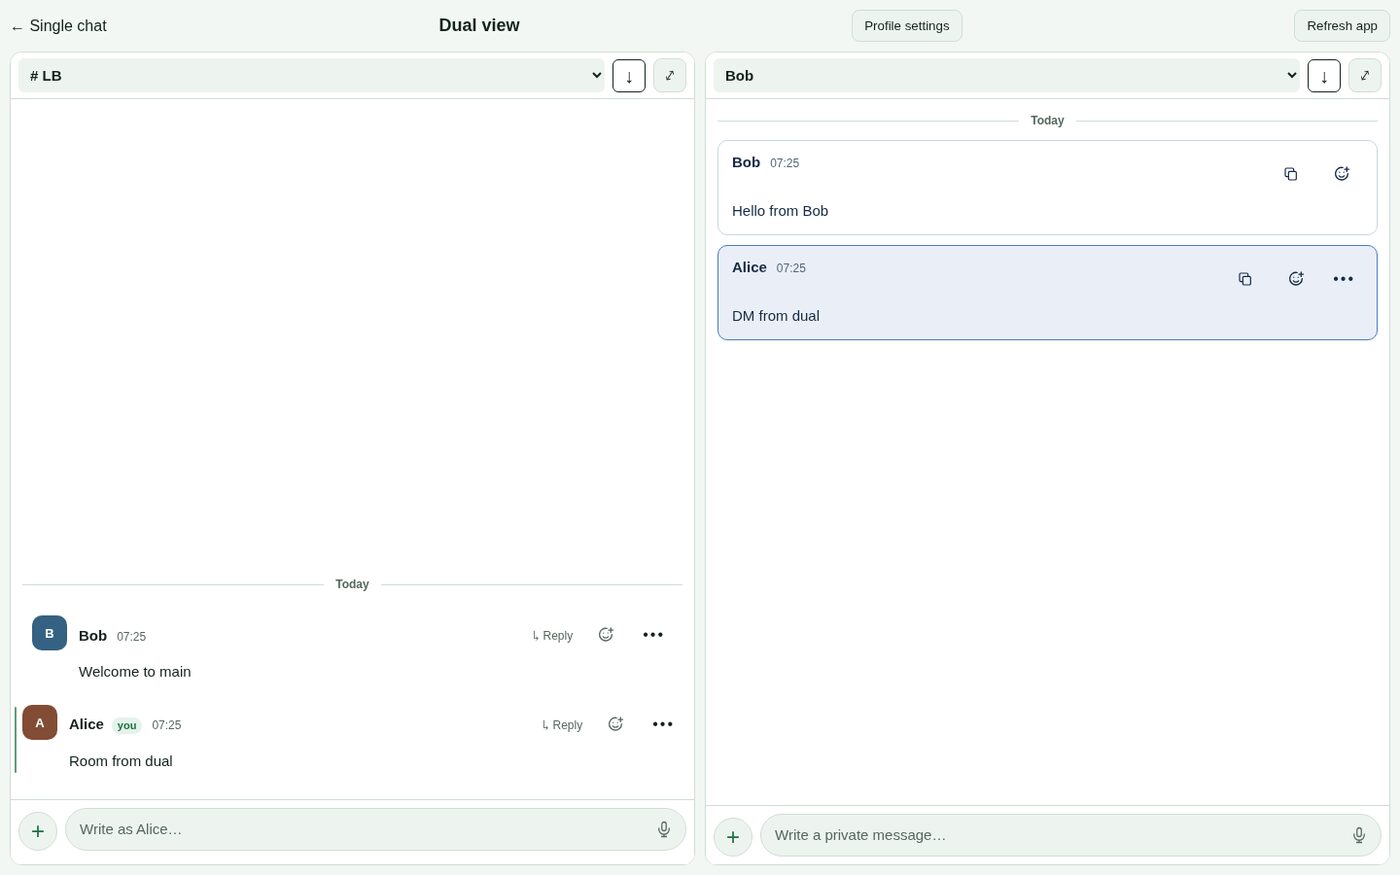 ← Single chat
Dual view
Profile settings
Refresh app
# LB
↓
Today
B
Bob 07:25
↳ Reply
Welcome to main
A
Alice you 07:25
↳ Reply
Room from dual
+
Write as Alice…
Bob
↓
Today
Bob 07:25
Hello from Bob
Alice 07:25
DM from dual
+
Write a private message…